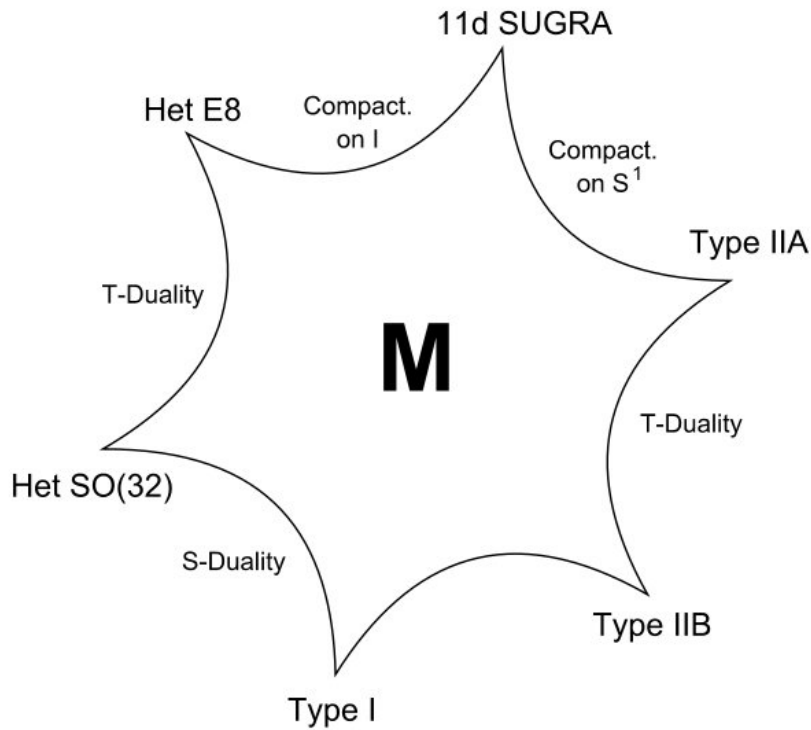 11d SUGRA
Het E8
Compact.
on I
Compact.
on S¹
Type IIA
T-Duality
M
T-Duality
Het SO(32)
S-Duality
Type IIB
Type I